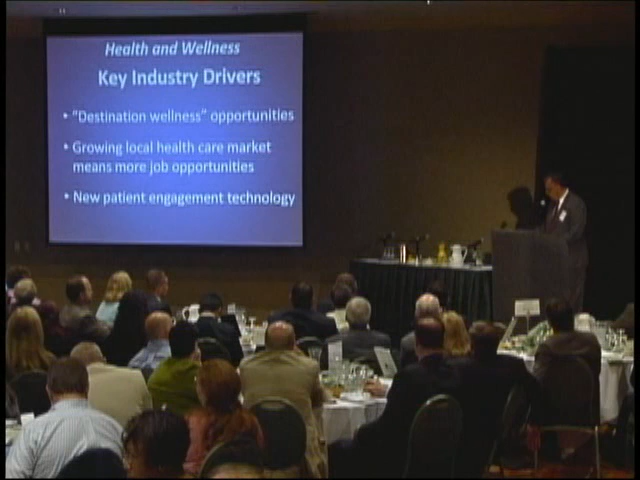 Health and Wellness
Key Industry Drivers
• "Destination wellness" opportunities
• Growing local health care market
means more job opportunities
• New patient engagement technology